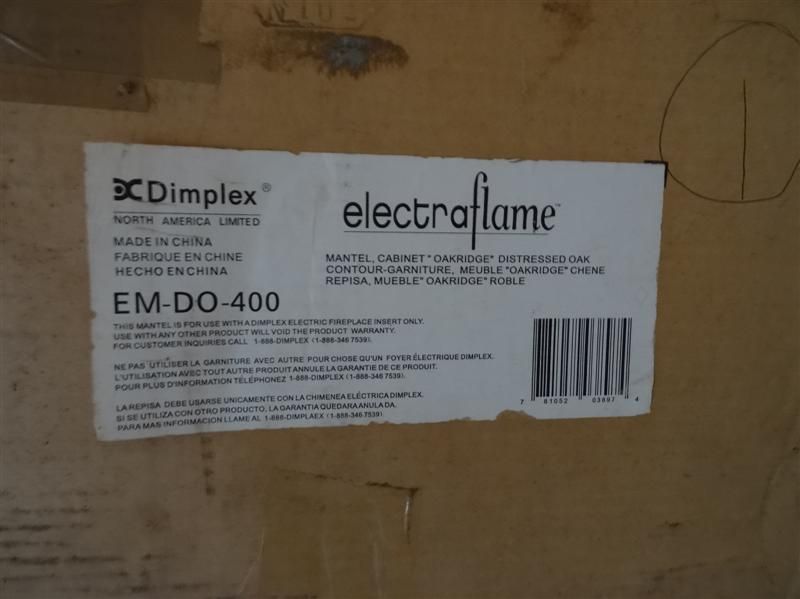 Dimplex®
NORTH AMERICA LIMITED
MADE IN CHINA
FABRIQUE EN CHINE
HECHO EN CHINA
electraflame™
MANTEL, CABINET "OAKRIDGE" DISTRESSED OAK
CONTOUR-GARNITURE, MEUBLE "OAKRIDGE" CHENE
REPISA, MUEBLE" OAKRIDGE" ROBLE
EM-DO-400
THIS MANTEL IS FOR USE WITH A DIMPLEX ELECTRIC FIREPLACE INSERT ONLY.
USE WITH ANY OTHER PRODUCT WILL VOID THE PRODUCT WARRANTY.
FOR CUSTOMER INQUIRIES CALL 1-888-DIMPLEX (1-888-346 7539).
NE PAS UTILISER LA GARNITURE AVEC AUTRE POUR CHOSE QU'UN FOYER ÉLECTRIQUE DIMPLEX.
L'UTILISATION AVEC TOUT AUTRE PRODUIT ANNULE LA GARANTIE DE CE PRODUIT.
POUR PLUS D'INFORMATION TÉLÉPHONEZ 1-888-DIMPLEX (1-888-346 7539).
LA REPISA DEBE USARSE UNICAMENTE CON LA CHIMENEA ELÉCTRICA DIMPLEX.
SI SE UTILIZA CON OTRO PRODUCTO, LA GARANTIA QUEDARA ANULADA.
PARA MAS INFORMACION LLAME AL 1-888-DIMPLAEX (1-888-346 7539).
7 81052 03897 4